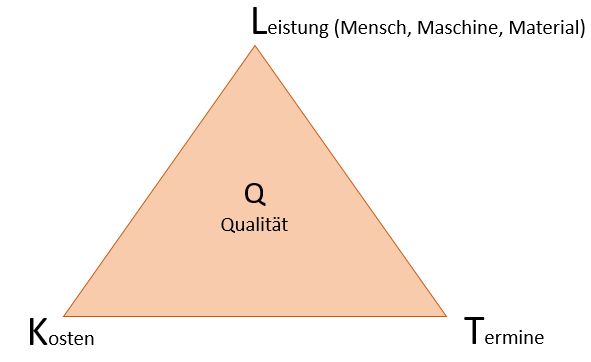 Leistung (Mensch, Maschine, Material)
Q
Qualität
Kosten
Termine